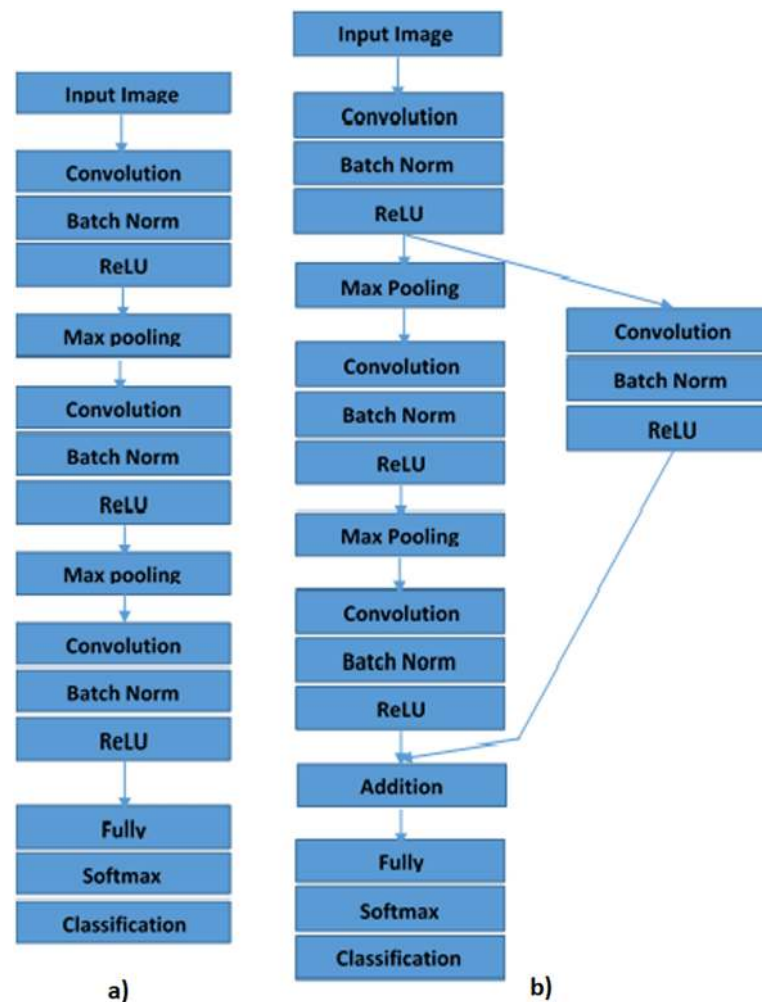 Input Image
Convolution
Batch Norm
ReLU
Max pooling
Convolution
Batch Norm
ReLU
Max pooling
Convolution
Batch Norm
ReLU
Fully
Softmax
Classification
a)
Input Image
Convolution
Batch Norm
ReLU
Max Pooling
Convolution
Batch Norm
ReLU
Max Pooling
Convolution
Batch Norm
ReLU
Addition
Fully
Softmax
Classification
Convolution
Batch Norm
ReLU
b)